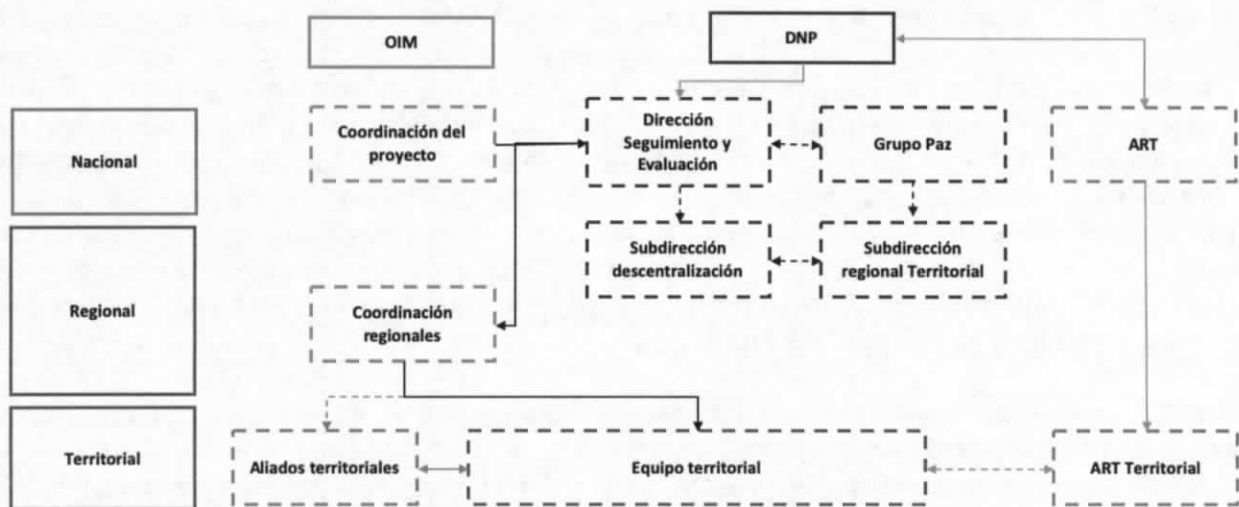 OIM
DNP
Nacional
Coordinación del
proyecto
Dirección
Seguimiento y
Evaluación
Grupo Paz
ART
Regional
Subdirección
descentralización
Subdirección
regional Territorial
Coordinación
regionales
Territorial
Aliados territoriales
Equipo territorial
ART Territorial